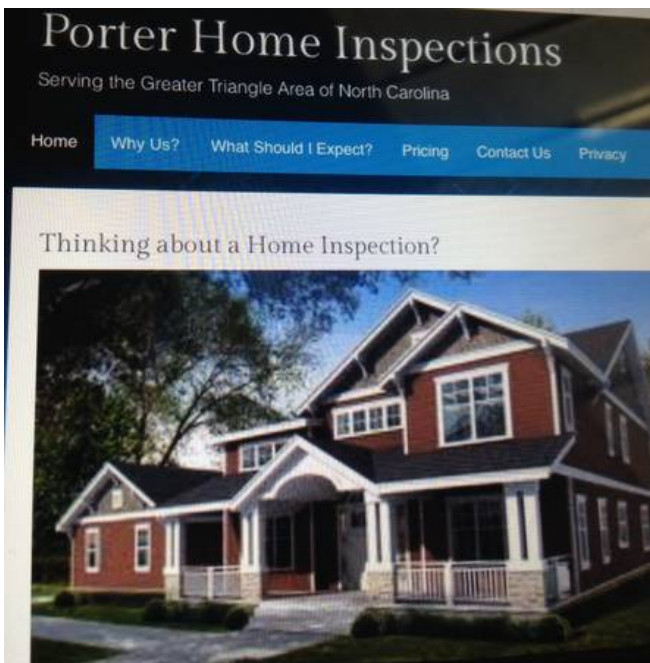 Porter Home Inspections
Serving the Greater Triangle Area of North Carolina
Home Why Us? What Should I Expect? Pricing Contact Us Privacy
Thinking about a Home Inspection?